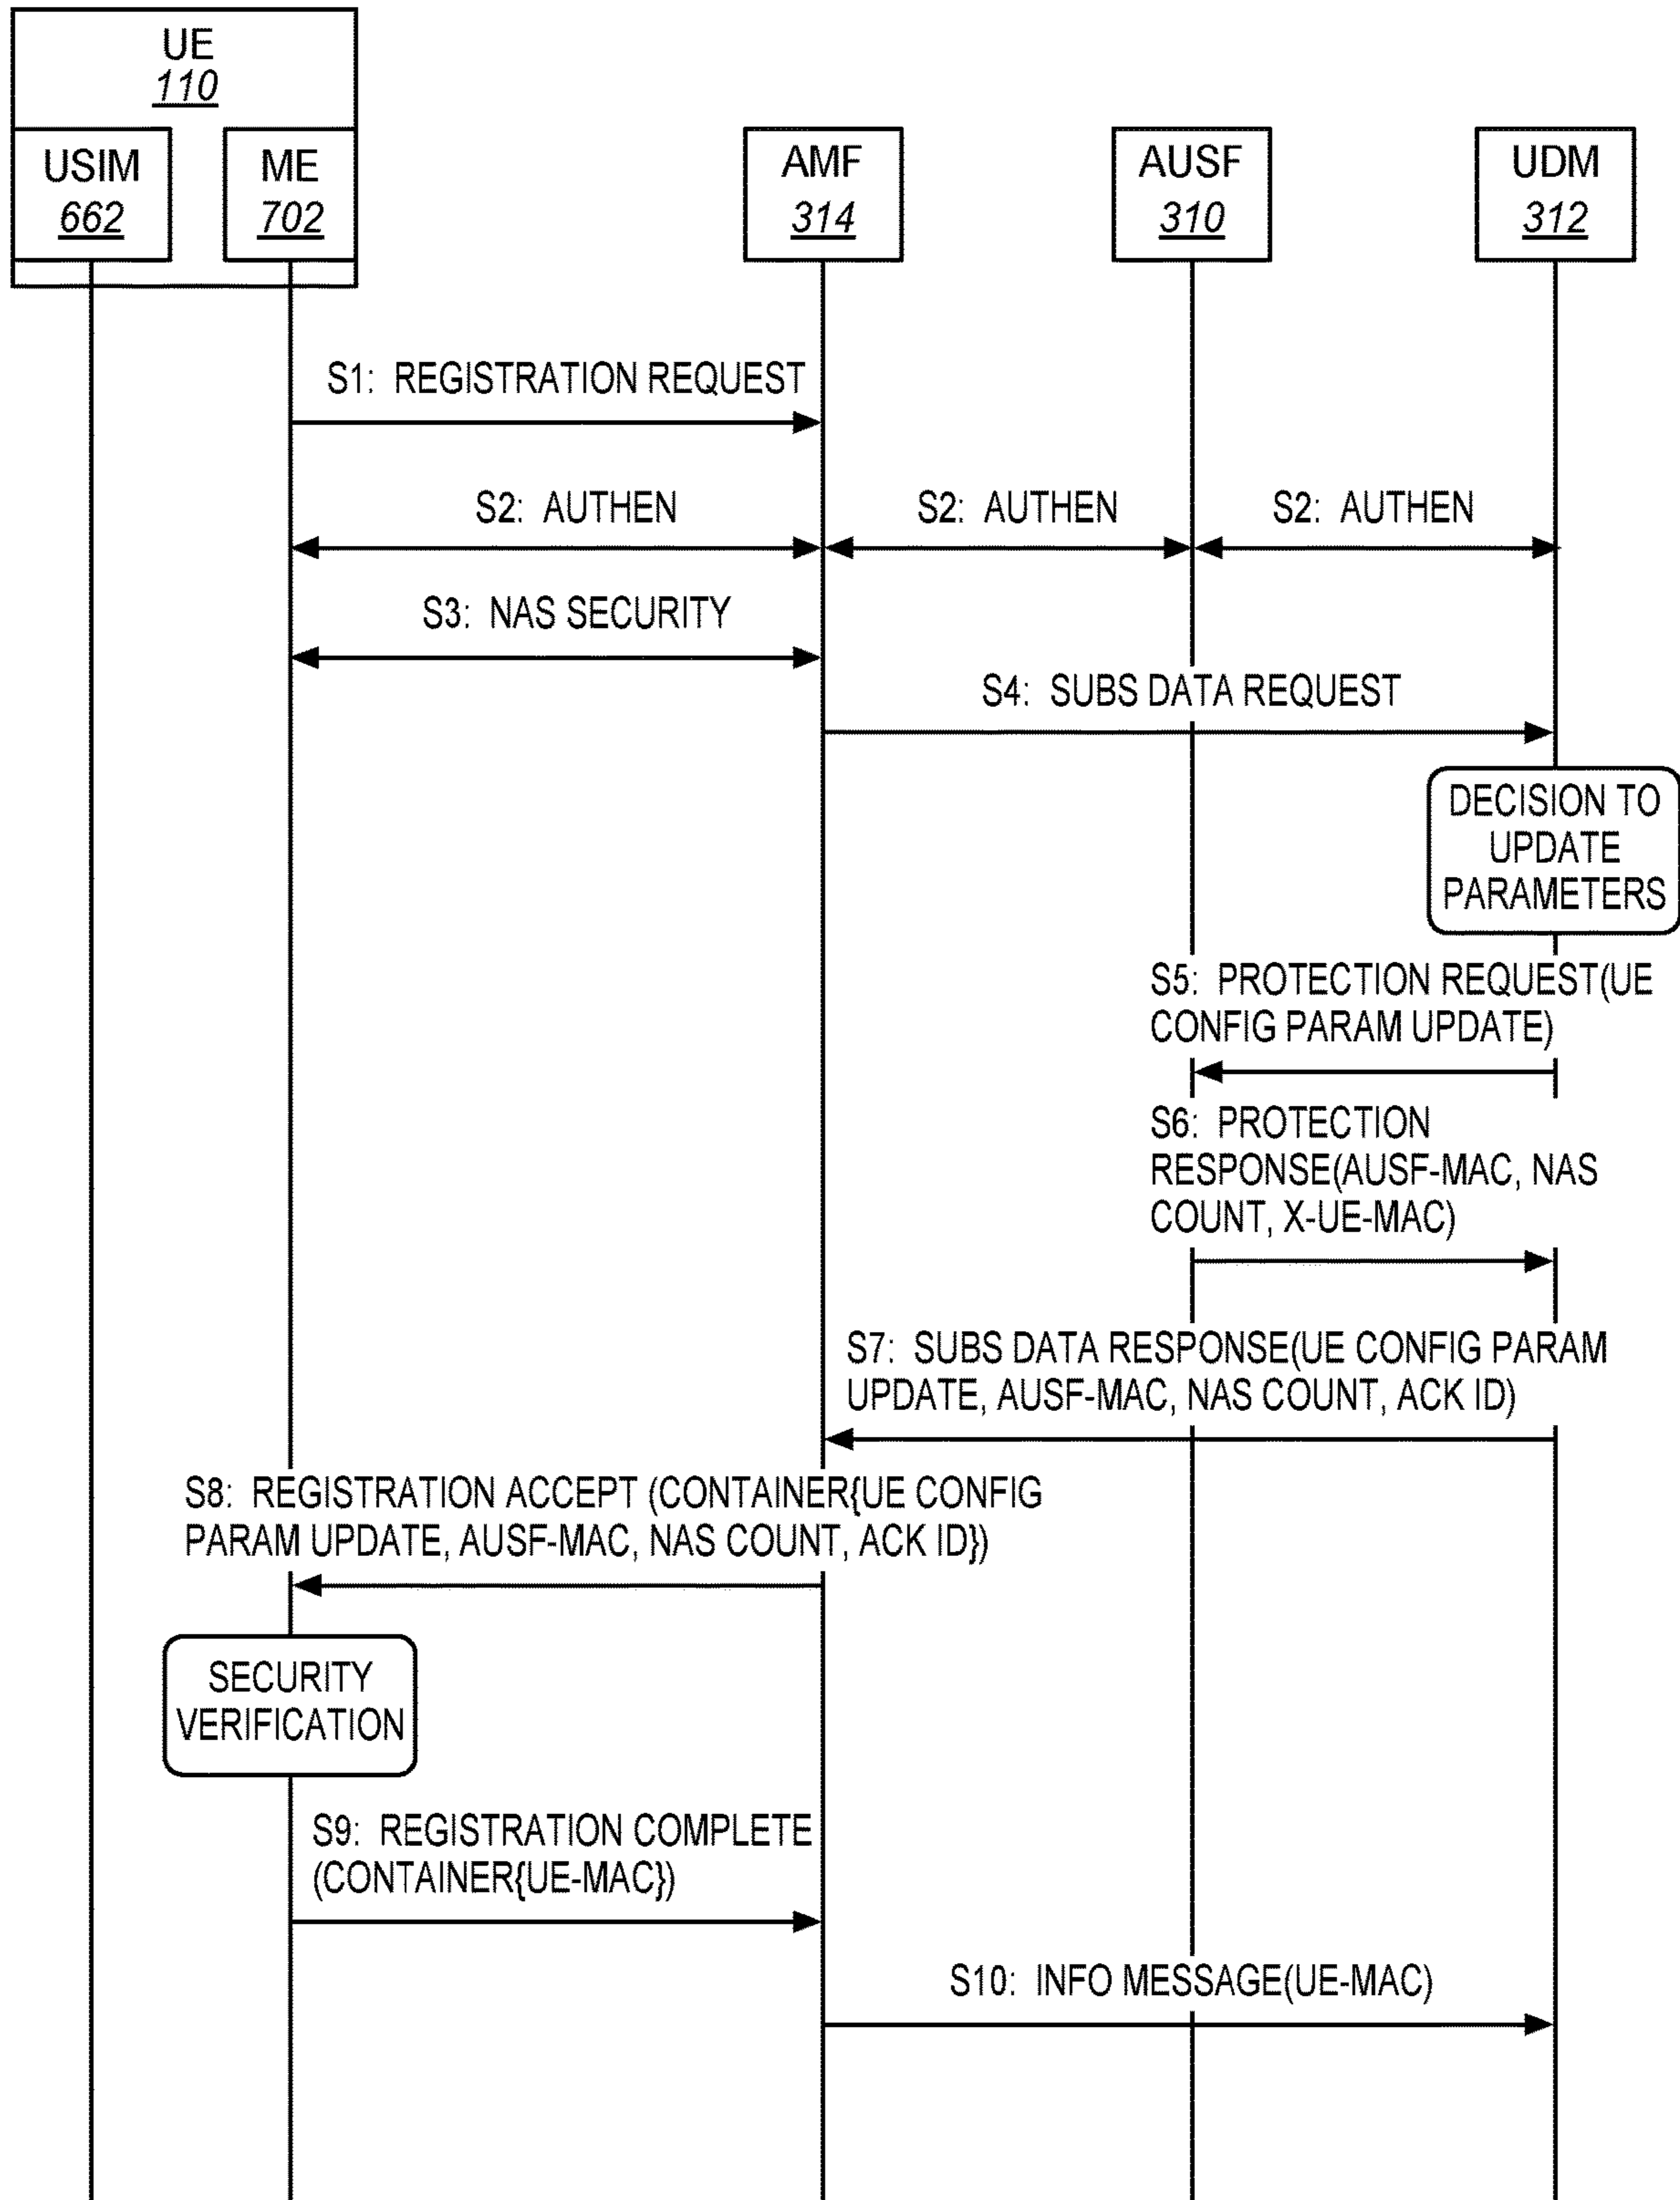 UE
110
USIM
662
ME
702
AMF
314
AUSF
310
UDM
312
S1: REGISTRATION REQUEST
S2: AUTHEN
S2: AUTHEN
S2: AUTHEN
S3: NAS SECURITY
S4: SUBS DATA REQUEST
DECISION TO
UPDATE
PARAMETERS
S5: PROTECTION REQUEST(UE
CONFIG PARAM UPDATE)
S6: PROTECTION
RESPONSE(AUSF-MAC, NAS
COUNT, X-UE-MAC)
S7: SUBS DATA RESPONSE(UE CONFIG PARAM
UPDATE, AUSF-MAC, NAS COUNT, ACK ID)
S8: REGISTRATION ACCEPT (CONTAINER{UE CONFIG
PARAM UPDATE, AUSF-MAC, NAS COUNT, ACK ID})
SECURITY
VERIFICATION
S9: REGISTRATION COMPLETE
(CONTAINER{UE-MAC})
S10: INFO MESSAGE(UE-MAC)